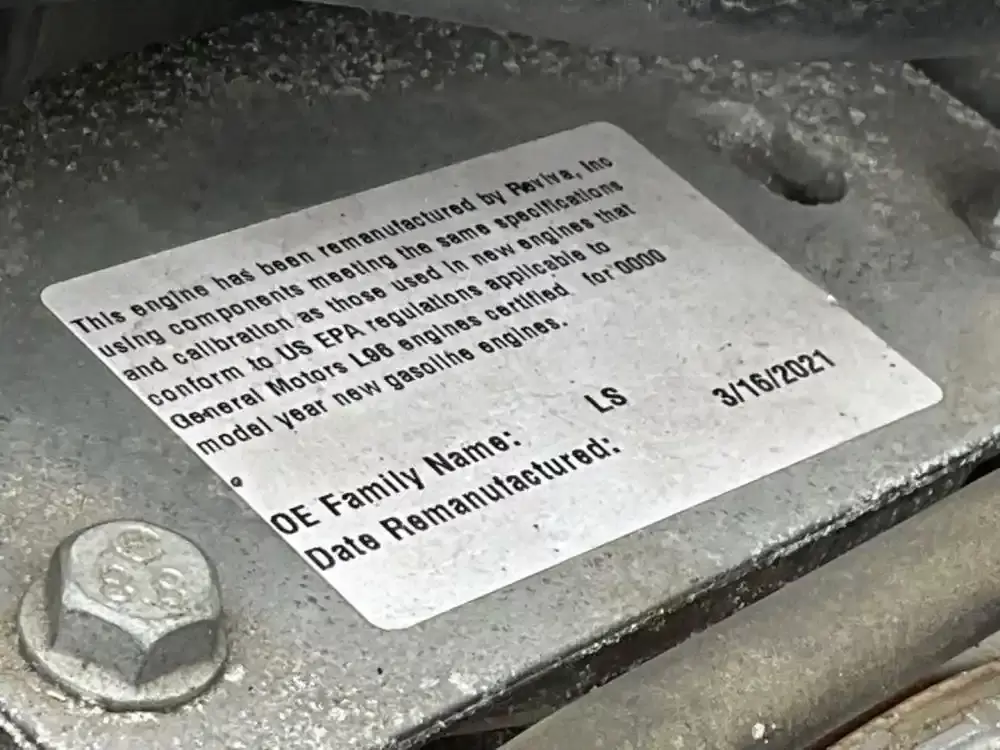 This engine has been remanufactured by Reviva, Inc
using components meeting the same specifications
and calibration as those used in new engines that
conform to US EPA regulations applicable to
General Motors L96 engines certified for 0000
model year new gasoline engines.
OE Family Name: LS
Date Remanufactured: 3/16/2021